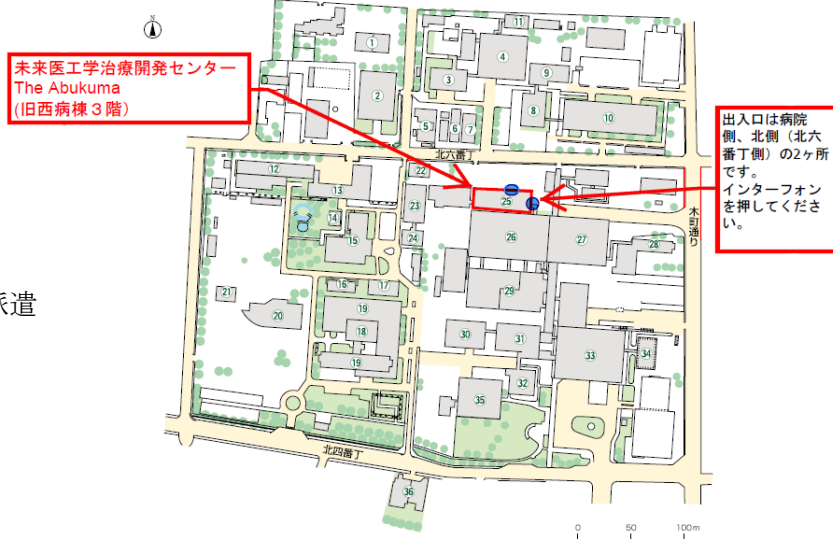 N
未来医工学治療開発センター
The Abukuma
(旧西病棟３階)
出入口は病院
側、北側（北六
番丁側）の2ヶ所
です。
インターフォン
を押してくださ
い。
北六番丁
木町通り
派遣
北四番丁
1
2
3
4
5
6
7
8
9
10
11
12
13
14
15
16
17
18
19
19
20
21
22
23
24
25
26
27
28
29
30
31
32
33
34
35
36
0 50 100m